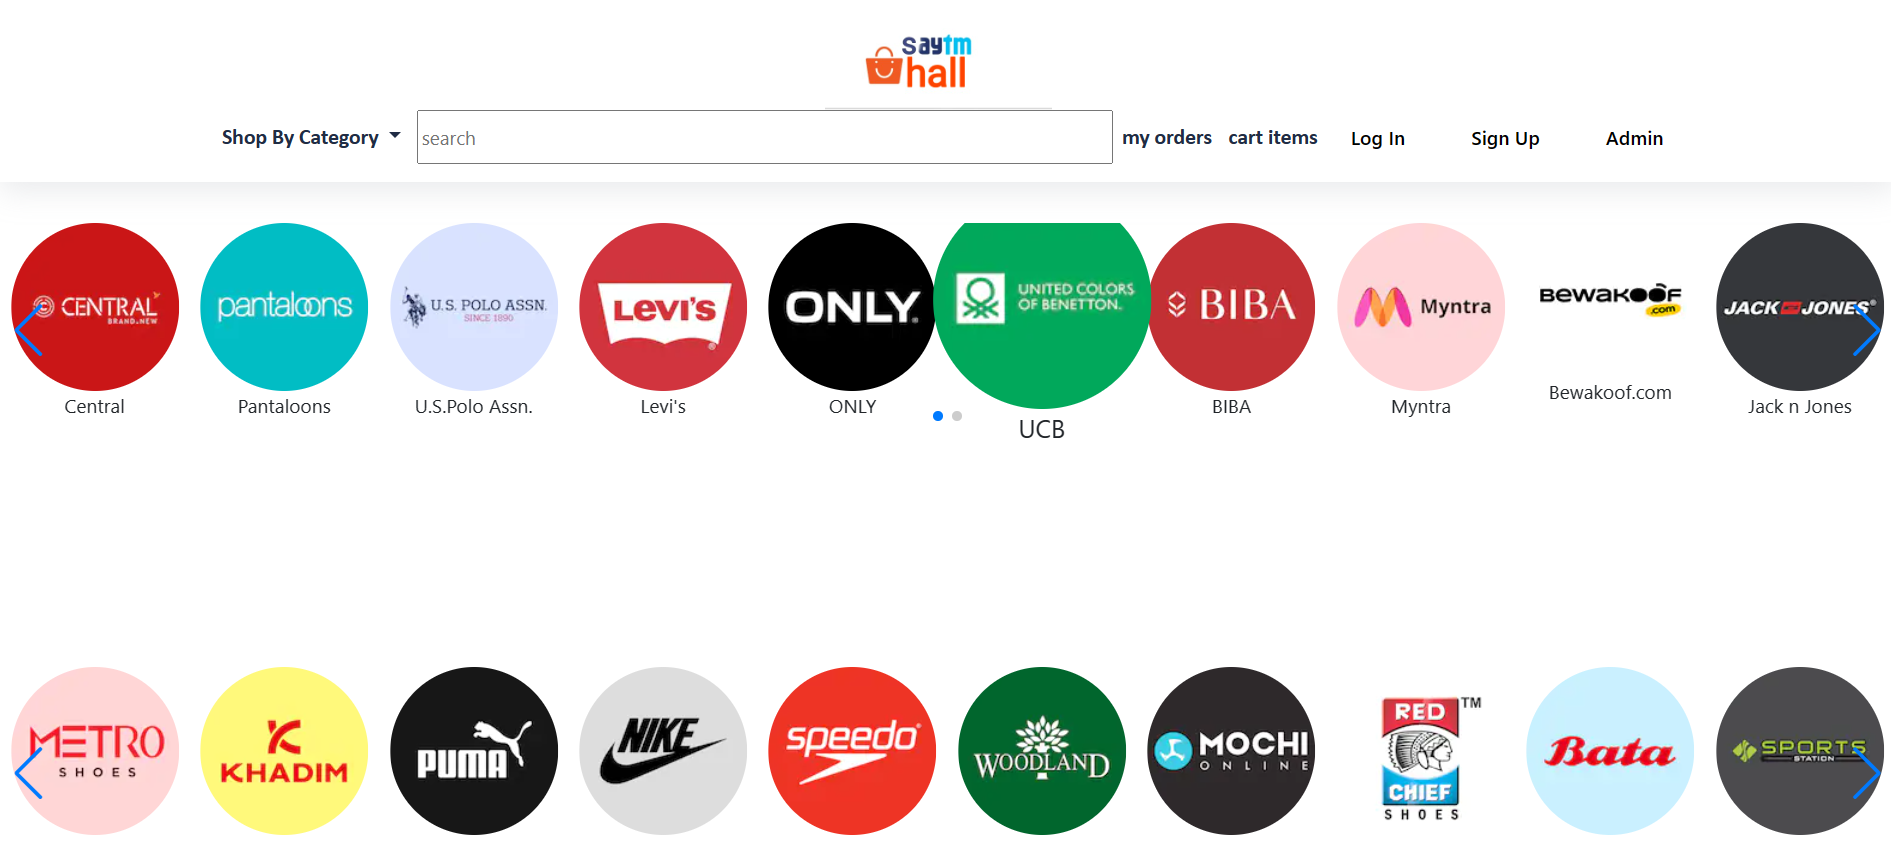 saytm
hall
Shop By Category
search
my orders
cart items
Log In
Sign Up
Admin
CENTRAL
BRAND & NEW
pantaloons
U.S. POLO ASSN.
SINCE 1890
LEVI'S
®
ONLY
UNITED COLORS
OF BENETTON.
BIBA
Myntra
BEWAKOOF
.com
JACK JONES®
Central
Pantaloons
U.S.Polo Assn.
Levi's
ONLY
UCB
BIBA
Myntra
Bewakoof.com
Jack n Jones
METRO
SHOES
KHADIM
PUMA
NIKE
speedo
WOODLAND
MOCHI
ONLINE
RED
TM
CHIEF
SHOES
Bata
SPORTS
STATION